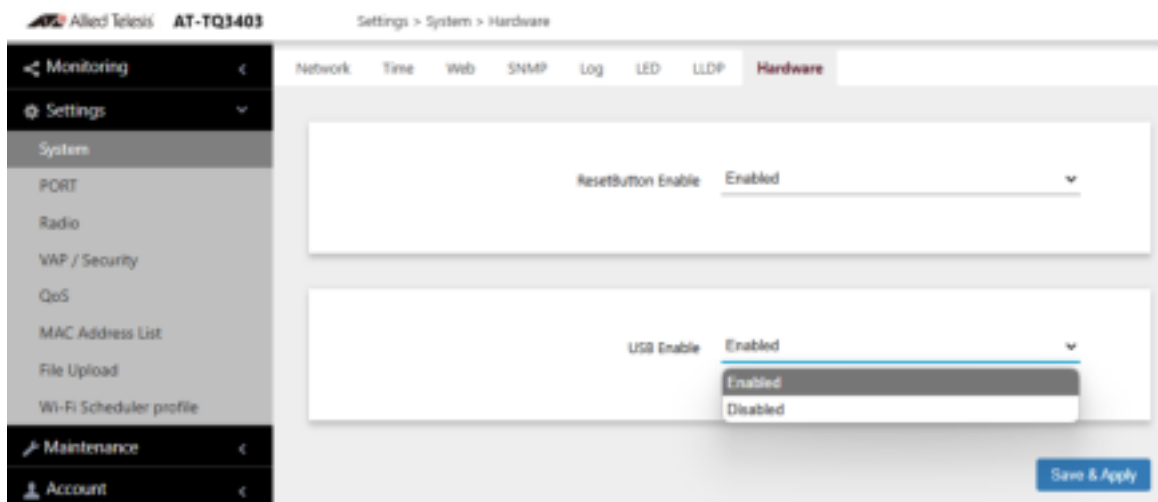 Allied Telesis AT-TQ3403 Settings > System > Hardware
Monitoring
Network Time Web SNMP Log LED LLDP Hardware
Settings
System
PORT
ResetButton Enable Enabled
Radio
VAP / Security
QoS
MAC Address List
USB Enable Enabled
File Upload
Enabled
Wi-Fi Scheduler profile
Disabled
Maintenance
Save & Apply
Account